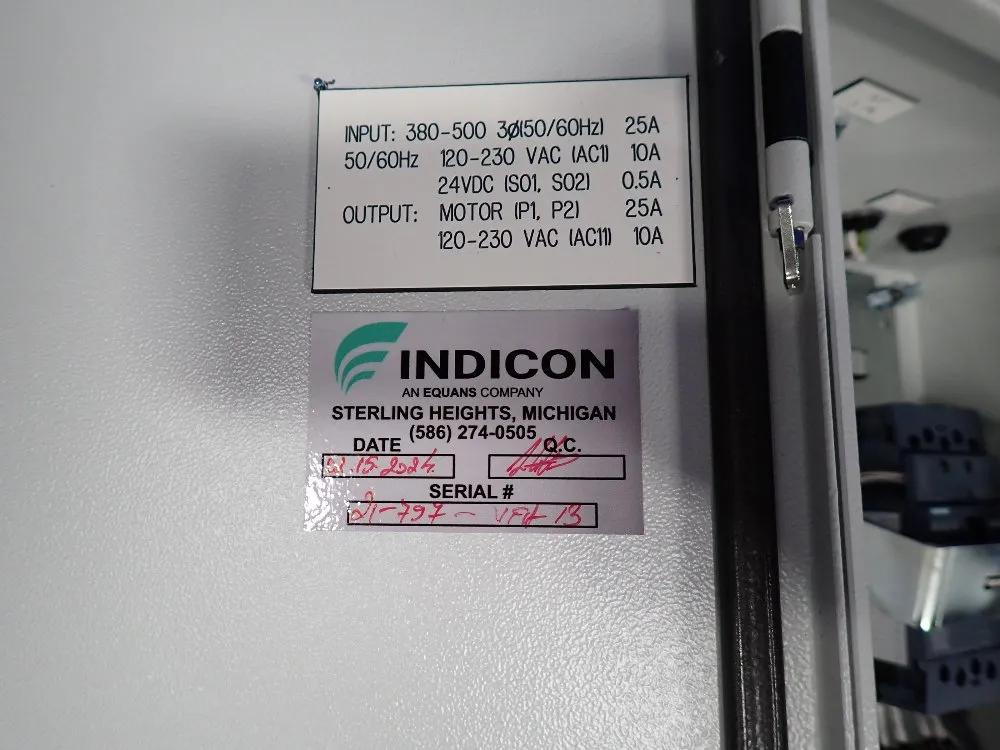 INPUT: 380-500 3Ø(50/60Hz) 25A
50/60Hz 120-230 VAC (AC1) 10A
24VDC (SO1, SO2) 0.5A
OUTPUT: MOTOR (P1, P2) 25A
120-230 VAC (AC11) 10A
INDICON
AN EQUANS COMPANY
STERLING HEIGHTS, MICHIGAN
(586) 274-0505
DATE Q.C.
15.2024
SERIAL #
21-797- 13